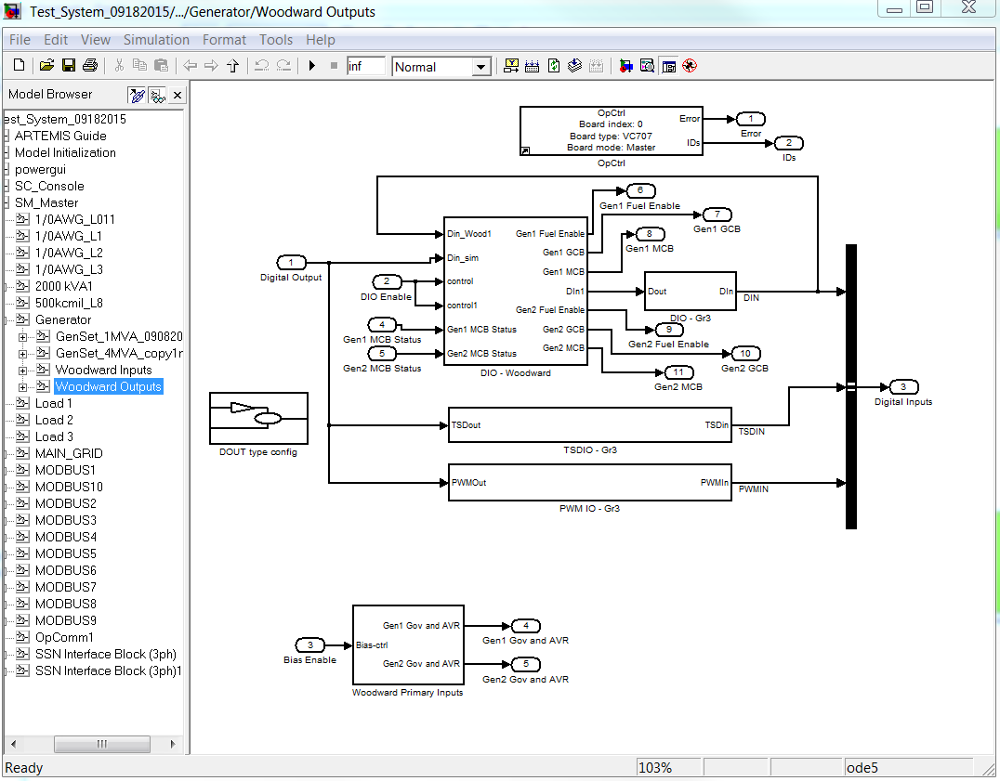 Test_System_09182015/.../Generator/Woodward Outputs
File Edit View Simulation Format Tools Help
inf Normal
Model Browser
est_System_09182015
ARTEMIS Guide
Model Initialization
powergui
SC_Console
SM_Master
1/0AWG_L011
1/0AWG_L1
1/0AWG_L2
1/0AWG_L3
2000 kVA1
500kcmil_L8
Generator
GenSet_1MVA_090820
GenSet_4MVA_copy1r
Woodward Inputs
Woodward Outputs
Load 1
Load 2
Load 3
MAIN_GRID
MODBUS1
MODBUS10
MODBUS2
MODBUS3
MODBUS4
MODBUS5
MODBUS6
MODBUS7
MODBUS8
MODBUS9
OpComm1
SSN Interface Block (3ph)
SSN Interface Block (3ph)1
OpCtrl
Board index: 0
Board type: VC707
Board mode: Master
Error
IDs
OpCtrl
1
Error
2
IDs
1
Digital Output
2
DIO Enable
4
Gen1 MCB Status
5
Gen2 MCB Status
Din_Wood1
Din_sim
control
control1
Gen1 MCB Status
Gen2 MCB Status
Gen1 Fuel Enable
Gen1 GCB
Gen1 MCB
DIn1
Gen2 Fuel Enable
Gen2 GCB
Gen2 MCB
DIO - Woodward
6
Gen1 Fuel Enable
7
Gen1 GCB
8
Gen1 MCB
Dout DIn
DIN
DIO - Gr3
9
Gen2 Fuel Enable
10
Gen2 GCB
11
Gen2 MCB
3
Digital Inputs
DOUT type config
TSDout TSDin
TSDIN
TSDIO - Gr3
PWMOut PWMIn
PWMIN
PWM IO - Gr3
3
Bias Enable
Bias-ctrl
Gen1 Gov and AVR
Gen2 Gov and AVR
Woodward Primary Inputs
4
Gen1 Gov and AVR
5
Gen2 Gov and AVR
Ready 103% ode5